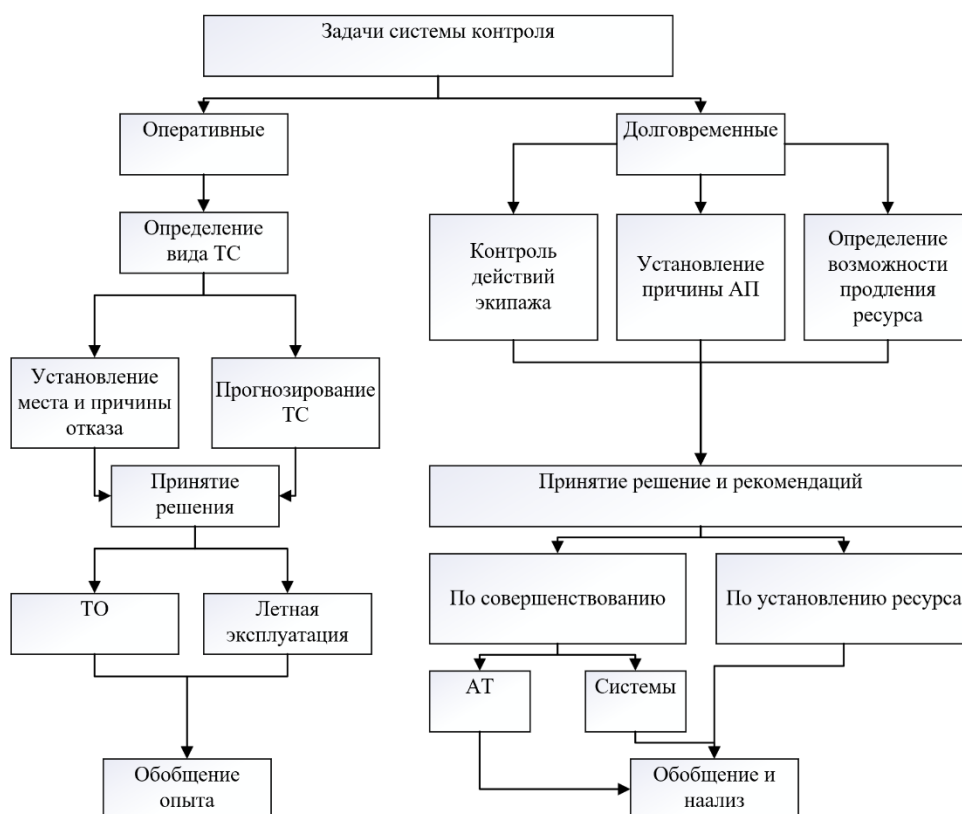 Задачи системы контроля
Оперативные
Долговременные
Определение
вида ТС
Контроль
действий
экипажа
Установление
причины АП
Определение
возможности
продления
ресурса
Установление
места и причины
отказа
Прогнозирование
ТС
Принятие
решения
Принятие решение и рекомендаций
ТО
Летная
эксплуатация
По совершенствованию
По установлению ресурса
АТ
Системы
Обобщение
опыта
Обобщение и
наализ